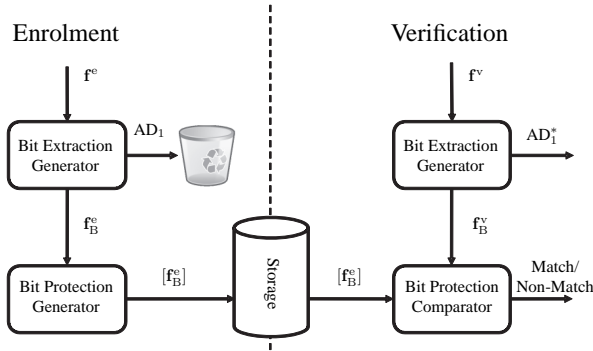 Enrolment
Verification
f^e
f^v
Bit Extraction
Generator
AD_1
Bit Extraction
Generator
AD_1^*
f_B^e
f_B^v
Bit Protection
Generator
[f_B^e]
Storage
[f_B^e]
Bit Protection
Comparator
Match/
Non-Match